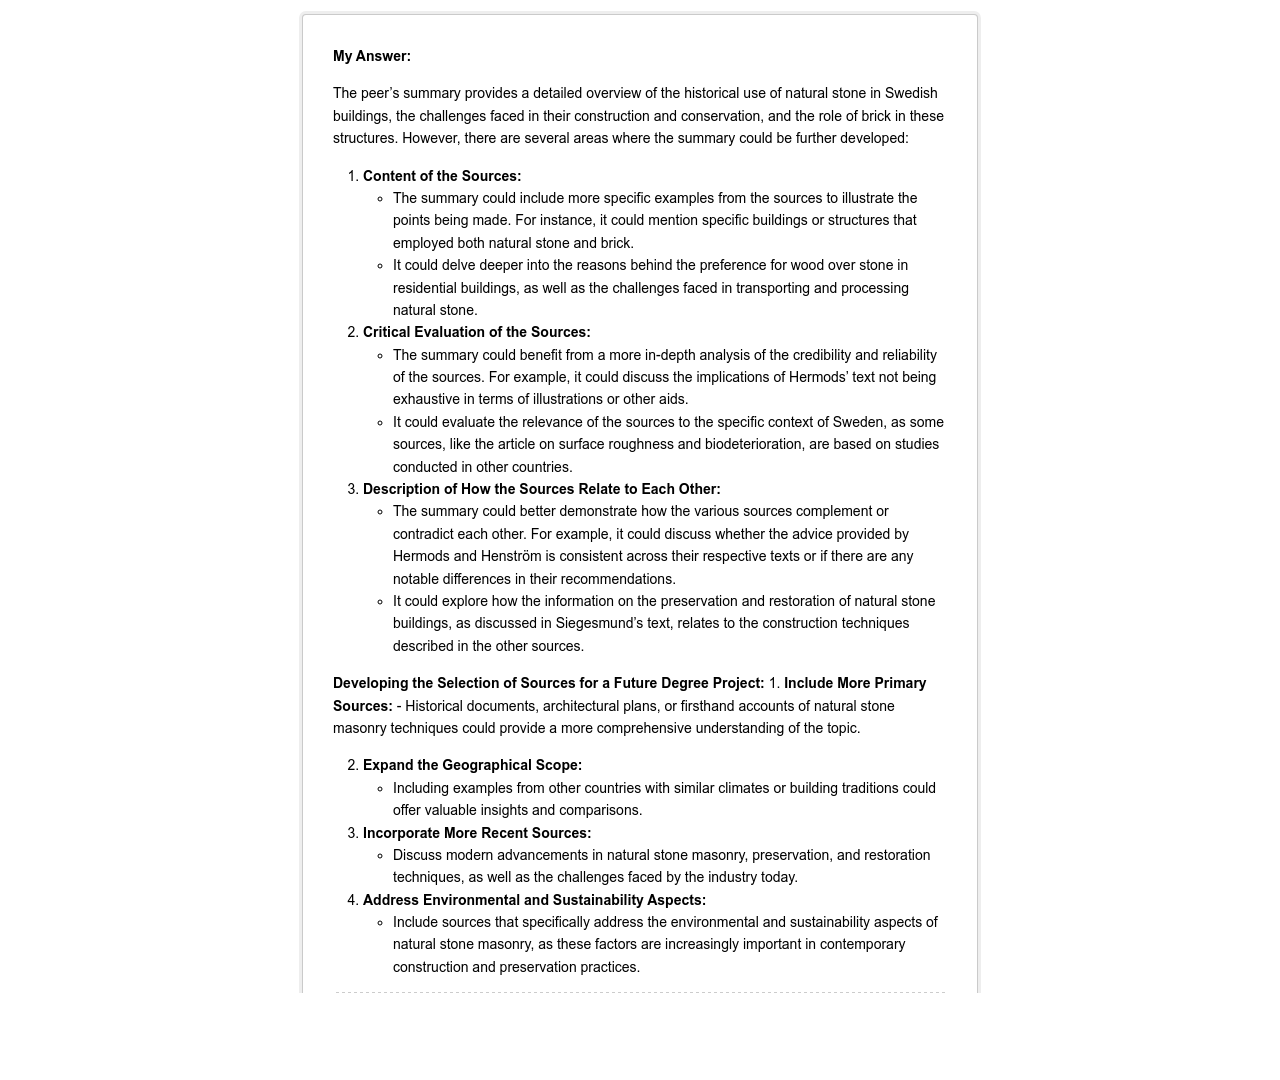 My Answer:
The peer’s summary provides a detailed overview of the historical use of natural stone in Swedish
buildings, the challenges faced in their construction and conservation, and the role of brick in these
structures. However, there are several areas where the summary could be further developed:
1. Content of the Sources:
◦ The summary could include more specific examples from the sources to illustrate the
points being made. For instance, it could mention specific buildings or structures that
employed both natural stone and brick.
◦ It could delve deeper into the reasons behind the preference for wood over stone in
residential buildings, as well as the challenges faced in transporting and processing
natural stone.
2. Critical Evaluation of the Sources:
◦ The summary could benefit from a more in-depth analysis of the credibility and reliability
of the sources. For example, it could discuss the implications of Hermods’ text not being
exhaustive in terms of illustrations or other aids.
◦ It could evaluate the relevance of the sources to the specific context of Sweden, as some
sources, like the article on surface roughness and biodeterioration, are based on studies
conducted in other countries.
3. Description of How the Sources Relate to Each Other:
◦ The summary could better demonstrate how the various sources complement or
contradict each other. For example, it could discuss whether the advice provided by
Hermods and Henström is consistent across their respective texts or if there are any
notable differences in their recommendations.
◦ It could explore how the information on the preservation and restoration of natural stone
buildings, as discussed in Siegesmund’s text, relates to the construction techniques
described in the other sources.
Developing the Selection of Sources for a Future Degree Project: 1. Include More Primary
Sources: - Historical documents, architectural plans, or firsthand accounts of natural stone
masonry techniques could provide a more comprehensive understanding of the topic.
2. Expand the Geographical Scope:
◦ Including examples from other countries with similar climates or building traditions could
offer valuable insights and comparisons.
3. Incorporate More Recent Sources:
◦ Discuss modern advancements in natural stone masonry, preservation, and restoration
techniques, as well as the challenges faced by the industry today.
4. Address Environmental and Sustainability Aspects:
◦ Include sources that specifically address the environmental and sustainability aspects of
natural stone masonry, as these factors are increasingly important in contemporary
construction and preservation practices.